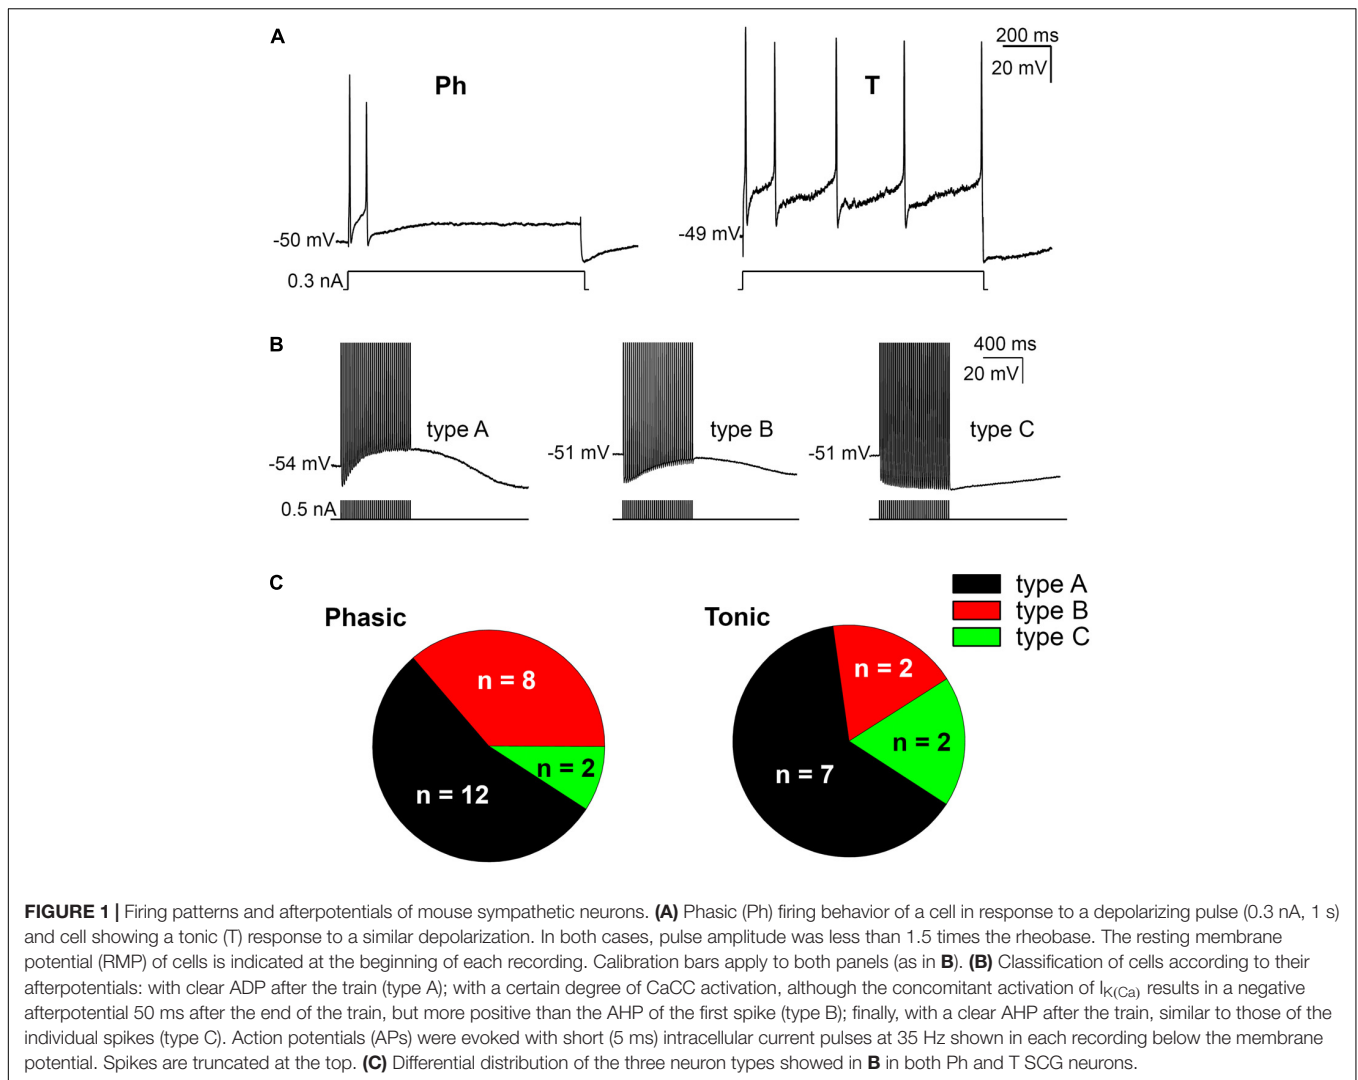 A
Ph
T
200 ms
20 mV
-50 mV
-49 mV
0.3 nA
B
400 ms
20 mV
type A
type B
type C
-54 mV
-51 mV
-51 mV
0.5 nA
C
Phasic
Tonic
type A
type B
type C
n = 8
n = 2
n = 12
n = 2
n = 2
n = 7
FIGURE 1 | Firing patterns and afterpotentials of mouse sympathetic neurons. (A) Phasic (Ph) firing behavior of a cell in response to a depolarizing pulse (0.3 nA, 1 s)
and cell showing a tonic (T) response to a similar depolarization. In both cases, pulse amplitude was less than 1.5 times the rheobase. The resting membrane
potential (RMP) of cells is indicated at the beginning of each recording. Calibration bars apply to both panels (as in B). (B) Classification of cells according to their
afterpotentials: with clear ADP after the train (type A); with a certain degree of CaCC activation, although the concomitant activation of IK(Ca) results in a negative
afterpotential 50 ms after the end of the train, but more positive than the AHP of the first spike (type B); finally, with a clear AHP after the train, similar to those of the
individual spikes (type C). Action potentials (APs) were evoked with short (5 ms) intracellular current pulses at 35 Hz shown in each recording below the membrane
potential. Spikes are truncated at the top. (C) Differential distribution of the three neuron types showed in B in both Ph and T SCG neurons.